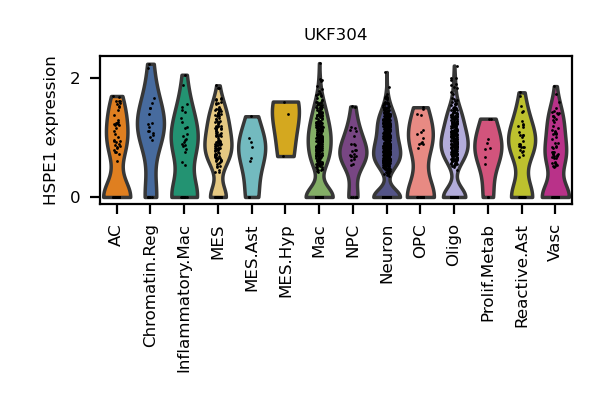 UKF304
HSPE1 expression
2
0
AC
Chromatin.Reg
Inflammatory.Mac
MES
MES.Ast
MES.Hyp
Mac
NPC
Neuron
OPC
Oligo
Prolif.Metab
Reactive.Ast
Vasc